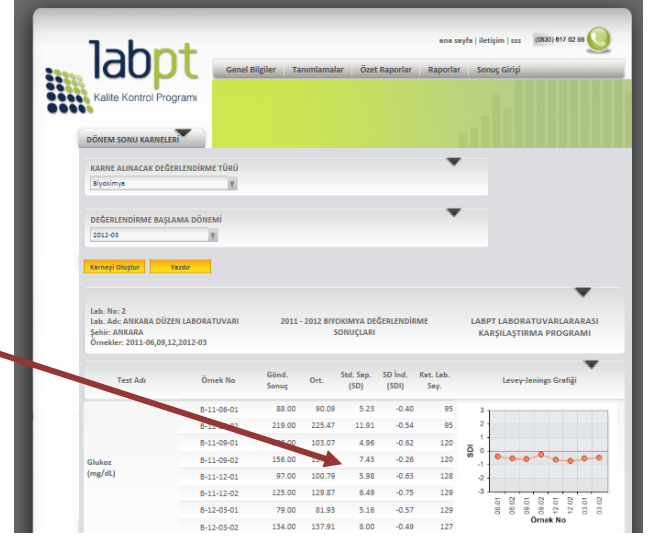 labpt
Kalite Kontrol Programı
ana sayfa | iletişim | sss
(0530) 617 02 88
Genel Bilgiler Tanımlamalar Özet Raporlar Raporlar Sonuç Girişi
DÖNEM SONU KARNELERİ
KARNE ALINACAK DEĞERLENDİRME TÜRÜ
Biyokimya
DEĞERLENDİRME BAŞLAMA DÖNEMİ
2012-03
Karneyi Oluştur Yazdır
Lab. No: 2
Lab. Adı: ANKARA DÜZEN LABORATUVARI
Şehir: ANKARA
Örnekler: 2011-06,09,12,2012-03
2011 - 2012 BIYOKIMYA DEĞERLENDİRME
SONUÇLARI
LABPT LABORATUVARLARARASI
KARŞILAŞTIRMA PROGRAMI
Test Adı Örnek No Gönd. Sonuç Ort. Std. Sap. (SD) SD İnd. (SDI) Kat. Lab. Say. Levey-Jenings Grafiği
Glukoz
(mg/dL)
B-11-06-01 88.00 90.09 5.23 -0.40 95
219.00 225.47 11.91 -0.54 95
B-11-09-01 103.07 4.96 -0.62 120
B-11-09-02 156.00 7.43 -0.26 120
B-11-12-01 97.00 100.79 5.98 -0.63 128
B-11-12-02 125.00 129.87 6.49 -0.75 129
B-12-03-01 79.00 81.93 5.16 -0.57 129
B-12-03-02 134.00 137.91 8.00 -0.49 127
SDI
3
2
1
0
-1
-2
-3
06.01 06.02 09.01 09.02 12.01 12.02 03.01 03.02
Örnek No